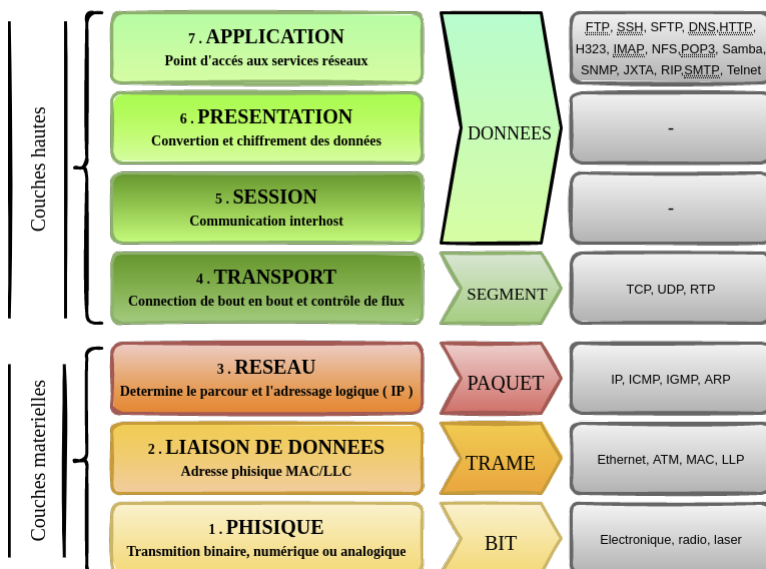 Couches hautes
7 . APPLICATION
Point d'accés aux services réseaux
6 . PRESENTATION
Convertion et chiffrement des données
5 . SESSION
Communication interhost
4 . TRANSPORT
Connection de bout en bout et contrôle de flux
DONNEES
SEGMENT
FTP, SSH, SFTP, DNS,HTTP,
H323, IMAP, NFS,POP3, Samba,
SNMP, JXTA, RIP,SMTP, Telnet
-
-
TCP, UDP, RTP
Couches materielles
3 . RESEAU
Determine le parcour et l'adressage logique ( IP )
2 . LIAISON DE DONNEES
Adresse phisique MAC/LLC
1 . PHISIQUE
Transmition binaire, numérique ou analogique
PAQUET
TRAME
BIT
IP, ICMP, IGMP, ARP
Ethernet, ATM, MAC, LLP
Electronique, radio, laser